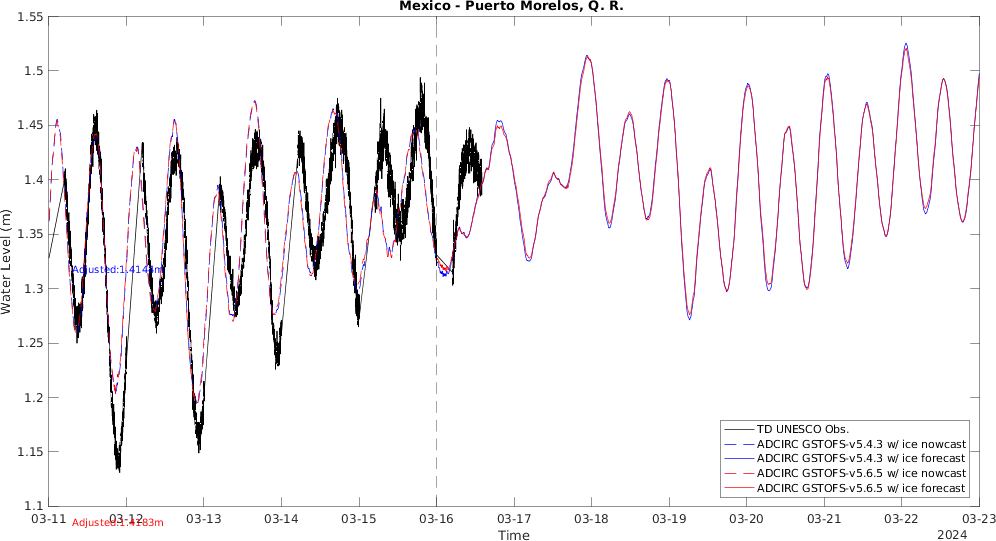 Mexico - Puerto Morelos, Q. R.
Water Level (m)
1.55
1.5
1.45
1.4
1.35
1.3
1.25
1.2
1.15
1.1
Adjusted:1.4144m
TD UNESCO Obs.
ADCIRC GSTOFS-v5.4.3 w/ ice nowcast
ADCIRC GSTOFS-v5.4.3 w/ ice forecast
ADCIRC GSTOFS-v5.6.5 w/ ice nowcast
ADCIRC GSTOFS-v5.6.5 w/ ice forecast
03-11 03-12 03-13 03-14 03-15 03-16 03-17 03-18 03-19 03-20 03-21 03-22 03-23
Adjusted:1.4183m
Time
2024